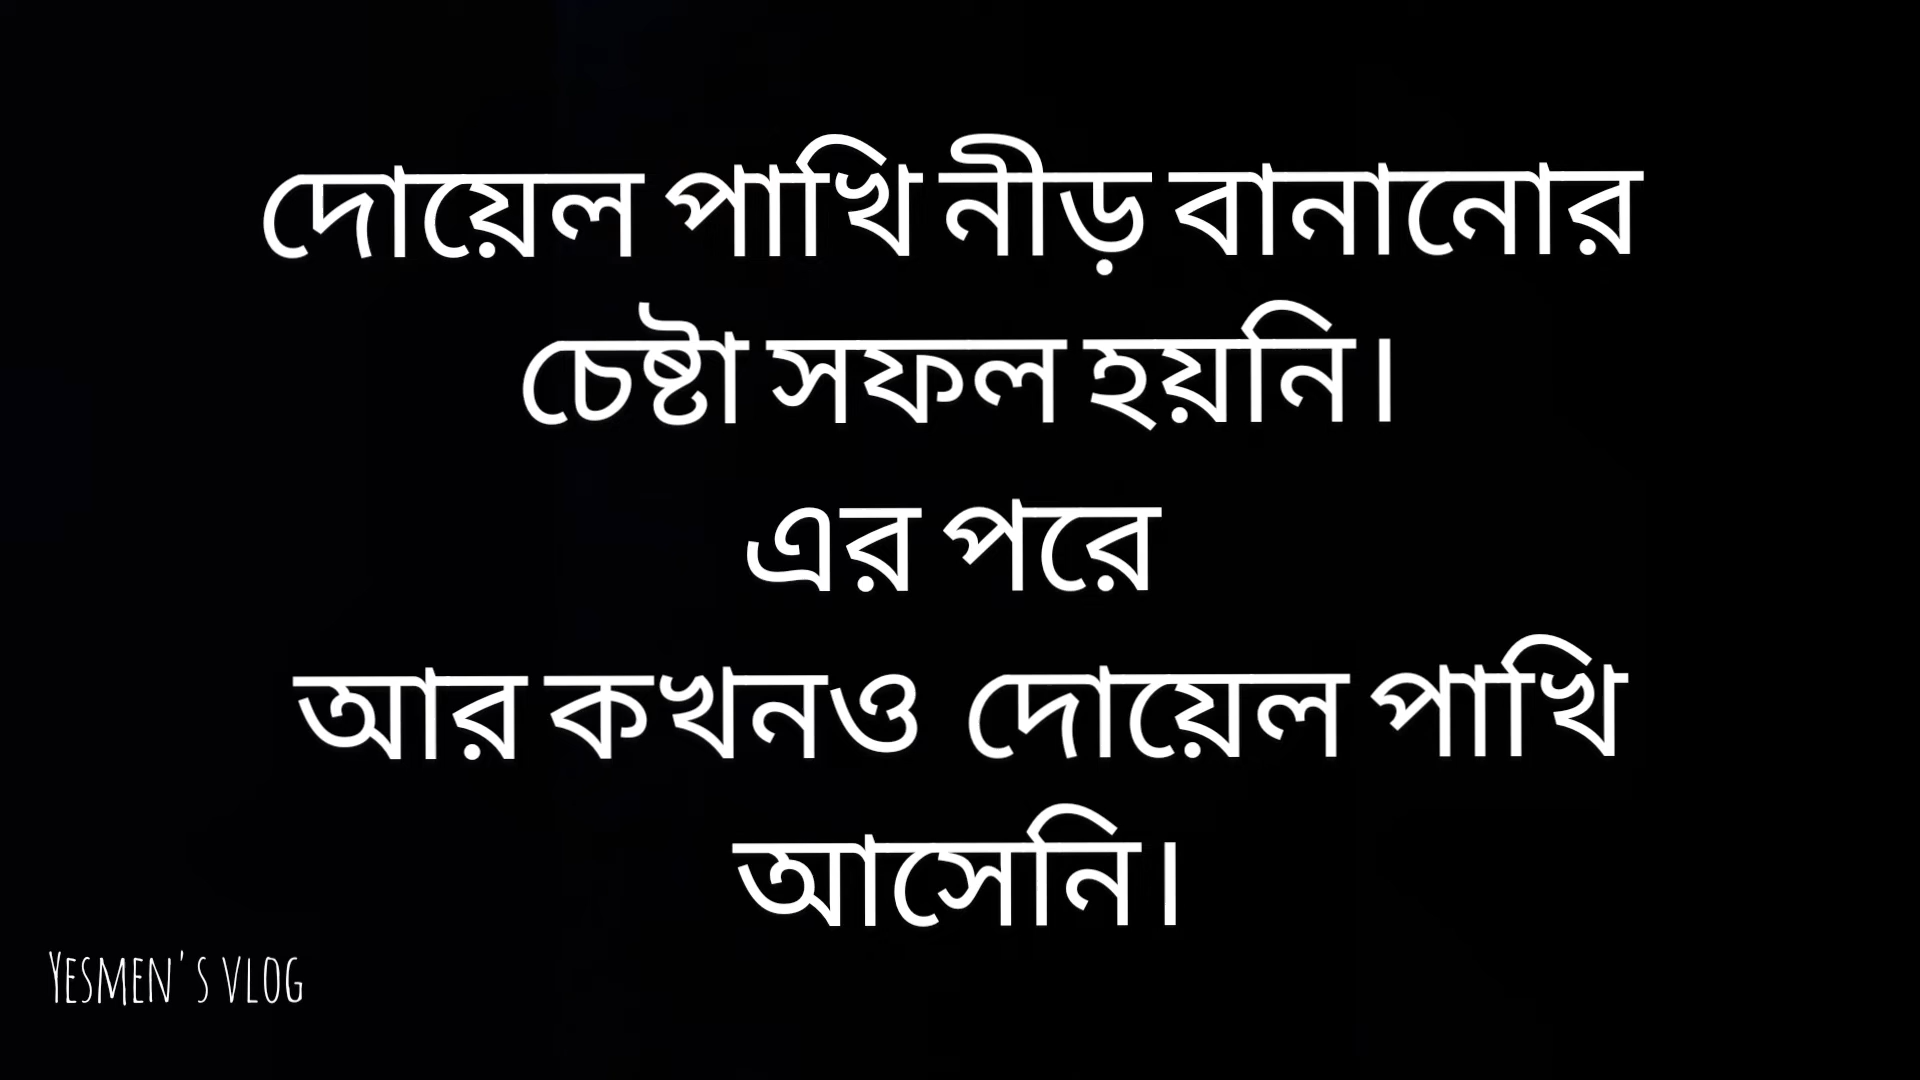 দোয়েল পাখি নীড় বানানোর
চেষ্টা সফল হয়নি।
এর পরে
আর কখনও দোয়েল পাখি
আসেনি।
Yesmen's vlog